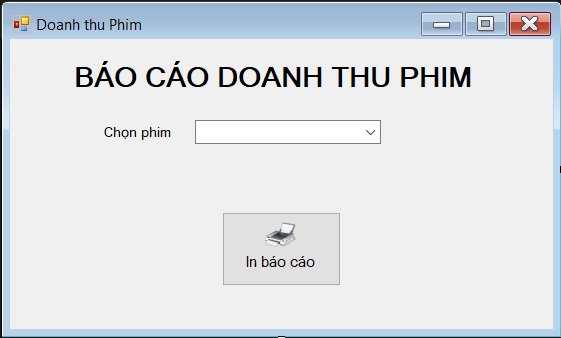 Doanh thu Phim
BÁO CÁO DOANH THU PHIM
Chọn phim
In báo cáo